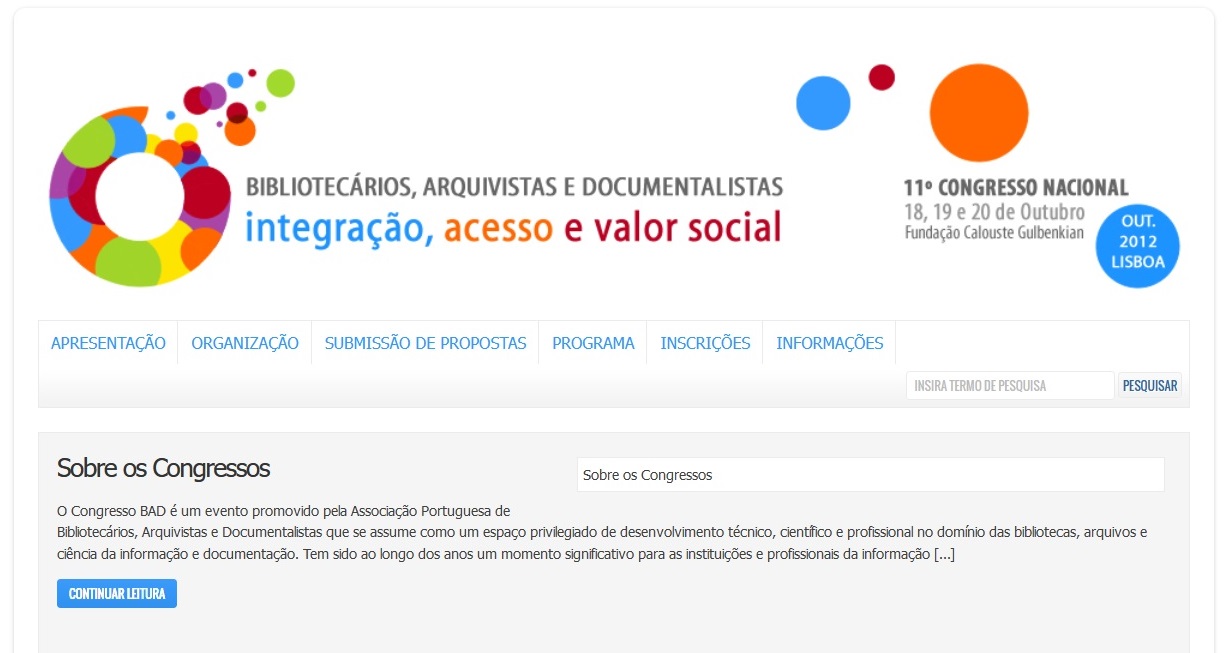 BIBLIOTECÁRIOS, ARQUIVISTAS E DOCUMENTALISTAS
integração, acesso e valor social
11º CONGRESSO NACIONAL
18, 19 e 20 de Outubro
Fundação Calouste Gulbenkian
OUT.
2012
LISBOA
APRESENTAÇÃO ORGANIZAÇÃO SUBMISSÃO DE PROPOSTAS PROGRAMA INSCRIÇÕES INFORMAÇÕES
INSIRA TERMO DE PESQUISA PESQUISAR
Sobre os Congressos
Sobre os Congressos
O Congresso BAD é um evento promovido pela Associação Portuguesa de
Bibliotecários, Arquivistas e Documentalistas que se assume como um espaço privilegiado de desenvolvimento técnico, científico e profissional no domínio das bibliotecas, arquivos e
ciência da informação e documentação. Tem sido ao longo dos anos um momento significativo para as instituições e profissionais da informação [...]
CONTINUAR LEITURA